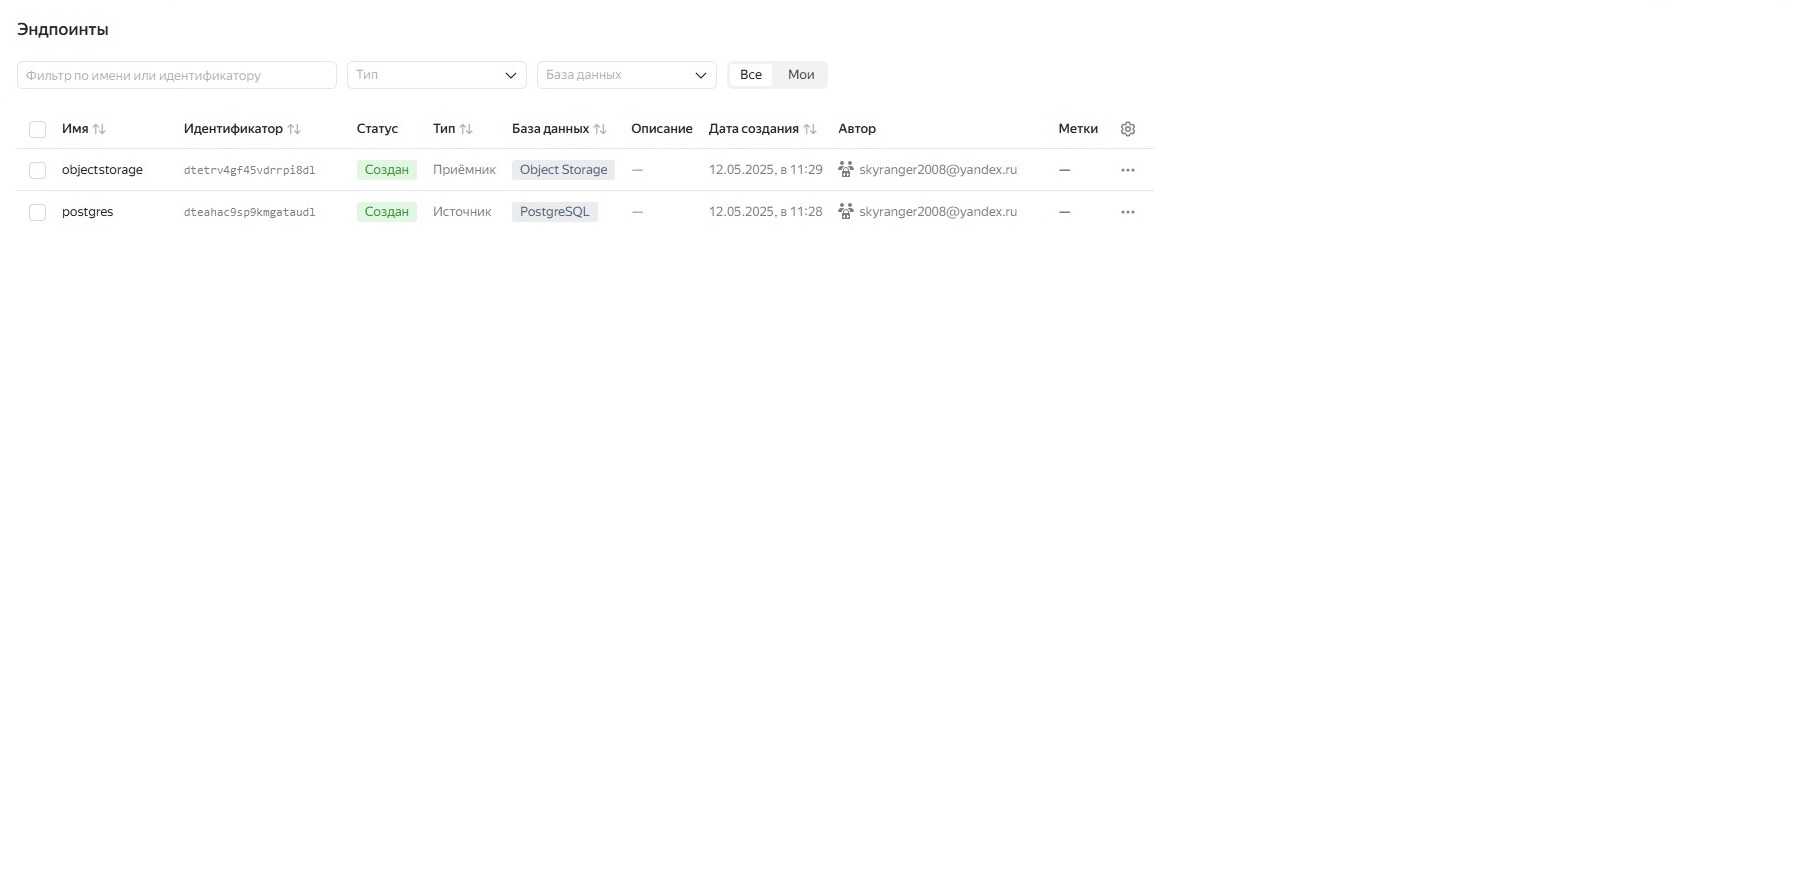 Эндпоинты
Фильтр по имени или идентификатору Тип База данных Все Мои
Имя Идентификатор Статус Тип База данных Описание Дата создания Автор Метки
objectstorage dtetrv4gf45vdrrpi8dl Создан Приёмник Object Storage — 12.05.2025, в 11:29 skyranger2008@yandex.ru —
postgres dteahac9sp9kmgataudl Создан Источник PostgreSQL — 12.05.2025, в 11:28 skyranger2008@yandex.ru —